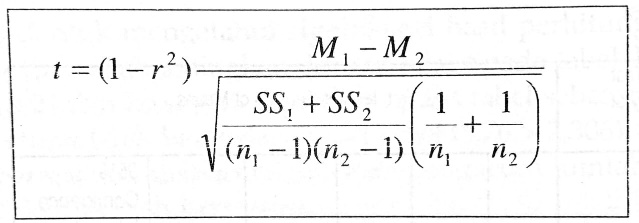 t = (1 − r²) (M₁ − M₂) / √( (SS₁ + SS₂) / ((n₁ − 1)(n₂ − 1)) (1/n₁ + 1/n₂) )